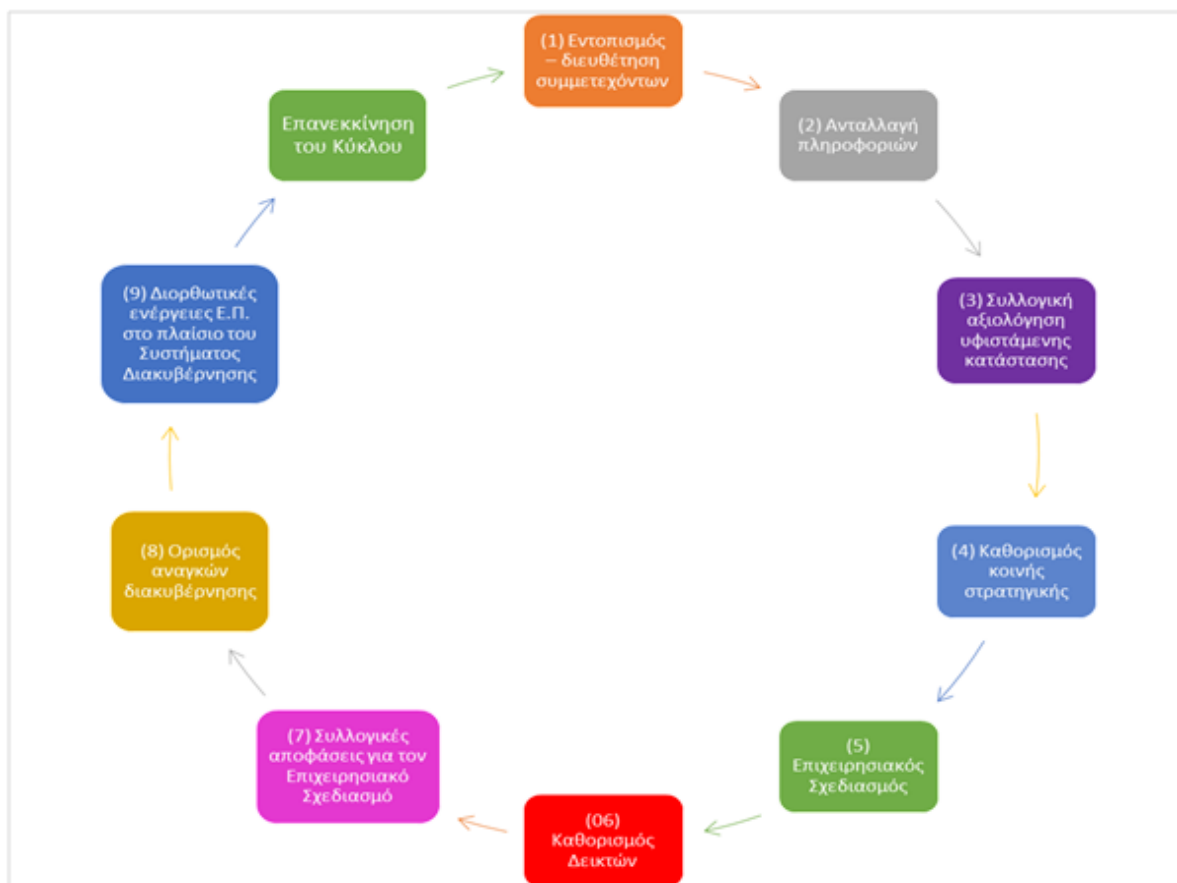 (1) Εντοπισμός
– διευθέτηση
συμμετεχόντων
(2) Ανταλλαγή
πληροφοριών
(3) Συλλογική
αξιολόγηση
υφιστάμενης
κατάστασης
(4) Καθορισμός
κοινής
στρατηγικής
(5)
Επιχειρησιακός
Σχεδιασμός
(06)
Καθορισμός
Δεικτών
(7) Συλλογικές
αποφάσεις για τον
Επιχειρησιακό
Σχεδιασμό
(8) Ορισμός
αναγκών
διακυβέρνησης
(9) Διορθωτικές
ενέργειες Ε.Π.
στο πλαίσιο του
Συστήματος
Διακυβέρνησης
Επανεκκίνηση
του Κύκλου